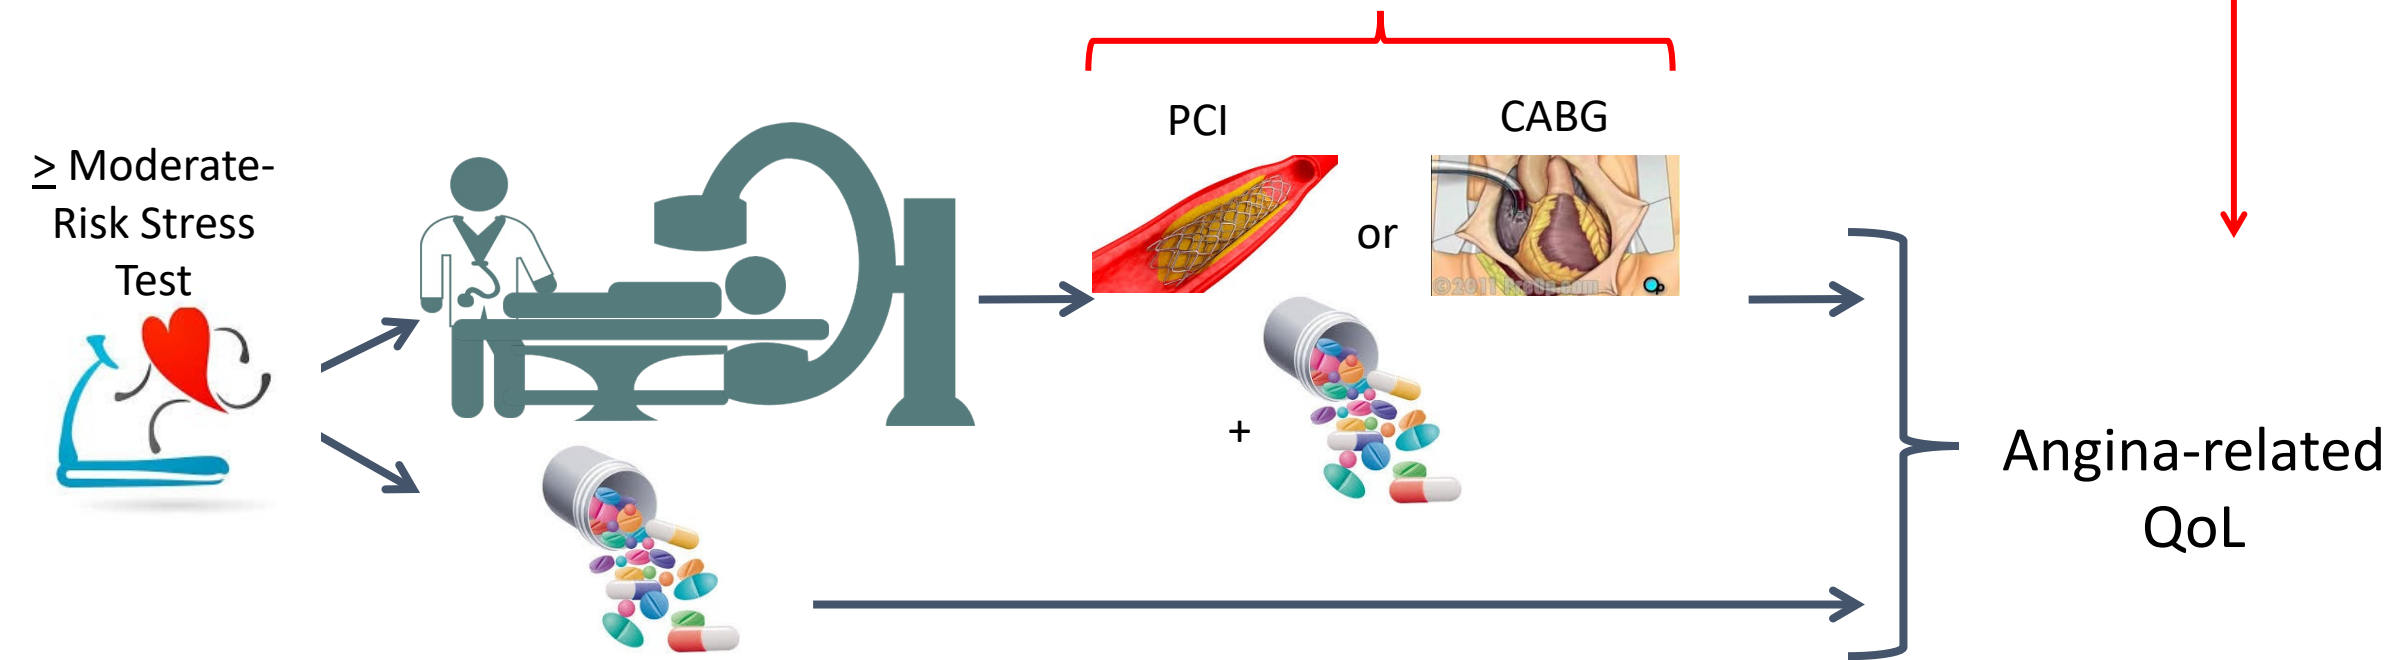 ≥ Moderate-
Risk Stress
Test
PCI
or
CABG
+
Angina-related
QoL